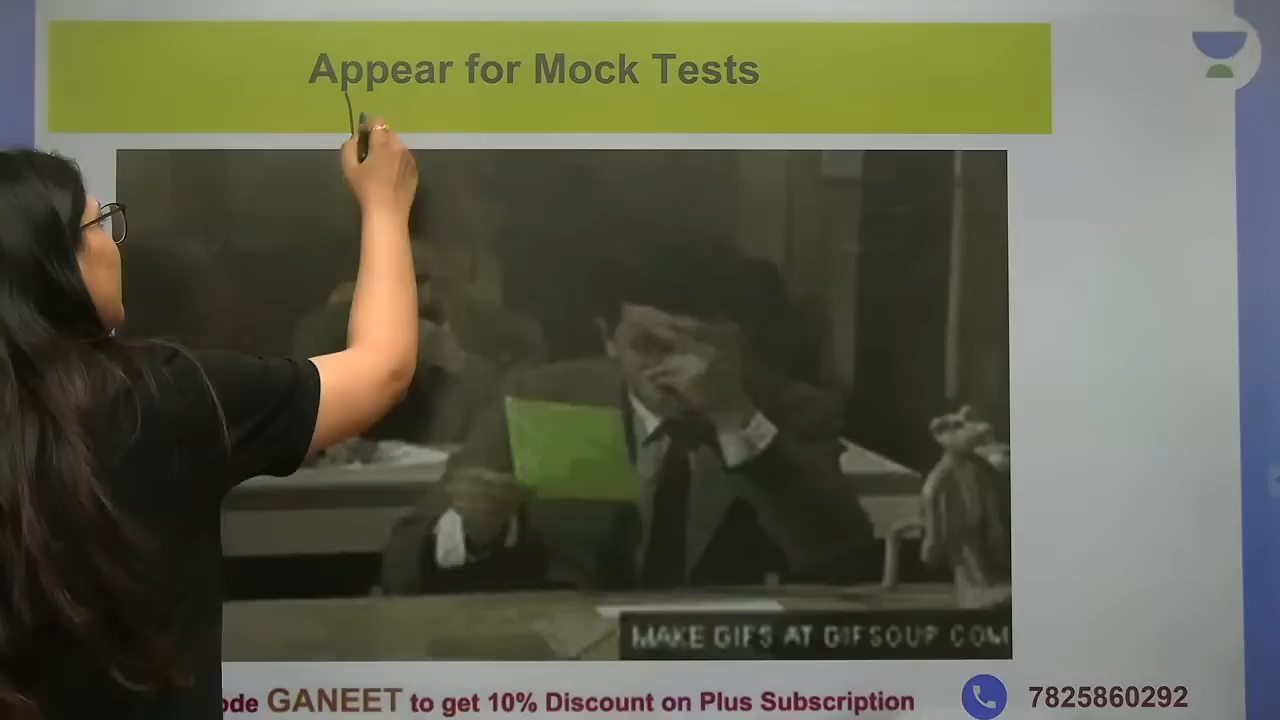 Appear for Mock Tests
MAKE GIFS AT GIFSOUP.COM
ode GANEET to get 10% Discount on Plus Subscription
7825860292